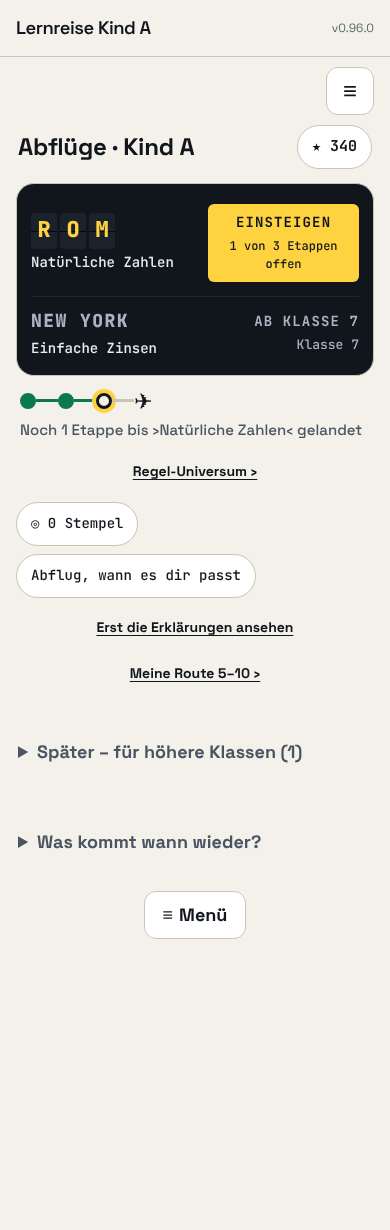 Lernreise Kind A
v0.96.0
≡
Abflüge · Kind A
★ 340
ROM
EINSTEIGEN
1 von 3 Etappen
offen
Natürliche Zahlen
NEW YORK
AB KLASSE 7
Einfache Zinsen
Klasse 7
Noch 1 Etappe bis ›Natürliche Zahlen‹ gelandet
Regel-Universum ›
◎ 0 Stempel
Abflug, wann es dir passt
Erst die Erklärungen ansehen
Meine Route 5–10 ›
▶ Später – für höhere Klassen (1)
▶ Was kommt wann wieder?
≡ Menü